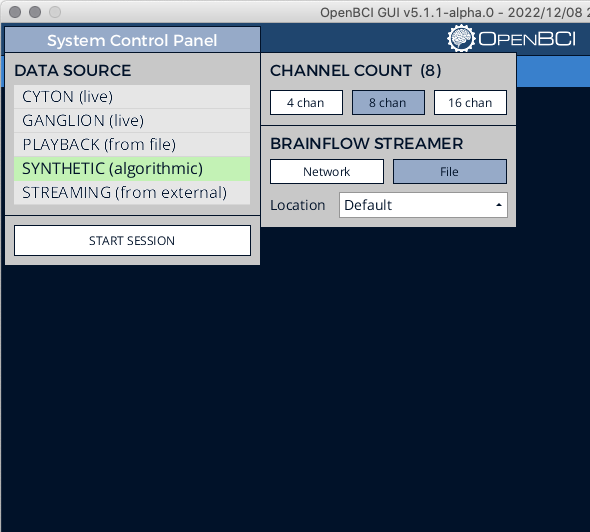 OpenBCI GUI v5.1.1-alpha.0 - 2022/12/08 2
System Control Panel
OPENBCI
DATA SOURCE
CYTON (live)
GANGLION (live)
PLAYBACK (from file)
SYNTHETIC (algorithmic)
STREAMING (from external)
START SESSION
CHANNEL COUNT (8)
4 chan
8 chan
16 chan
BRAINFLOW STREAMER
Network
File
Location
Default